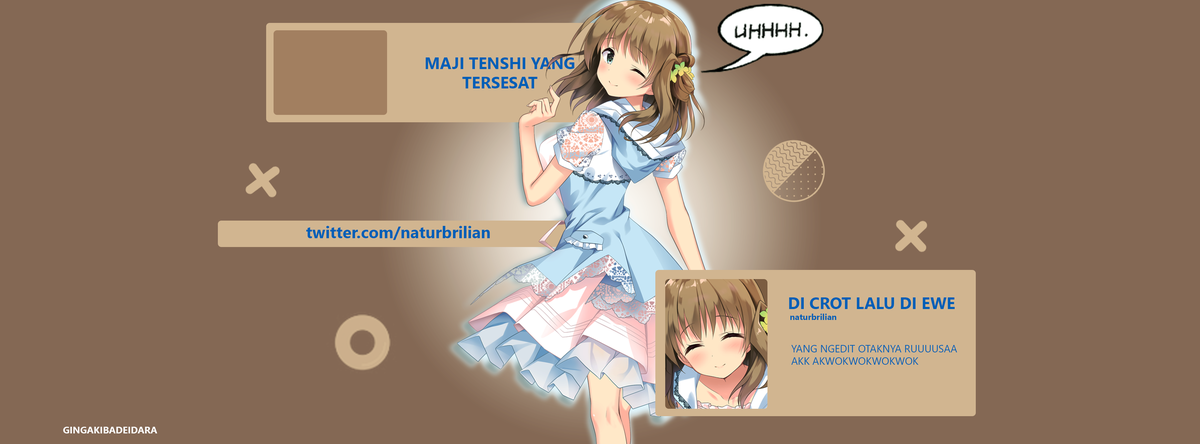 UHHHH.
MAJI TENSHI YANG
TERSESAT
twitter.com/naturbrilian
DI CROT LALU DI EWE
naturbrilian
YANG NGEDIT OTAKNYA RUUUUSAA
AKK AKWOKWOKWOKWOK
GINGAKIBADEIDARA